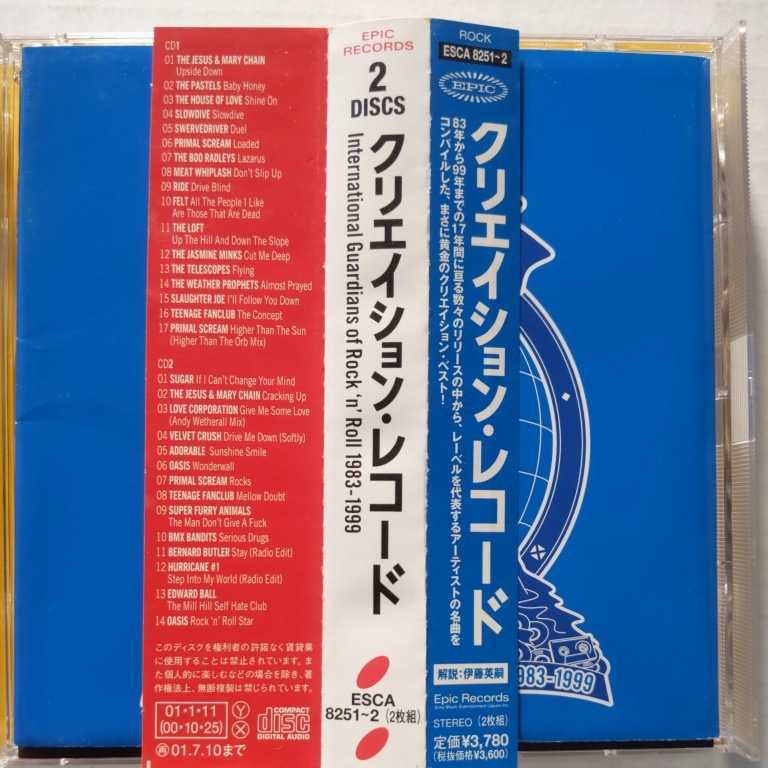 CD1
01 THE JESUS & MARY CHAIN
Upside Down
02 THE PASTELS Baby Honey
03 THE HOUSE OF LOVE Shine On
04 SLOWDIVE Slowdive
05 SWERVEDRIVER Duel
06 PRIMAL SCREAM Loaded
07 THE BOO RADLEYS Lazarus
08 MEAT WHIPLASH Don't Slip Up
09 RIDE Drive Blind
10 FELT All The People I Like
Are Those That Are Dead
11 THE LOFT
Up The Hill And Down The Slope
12 THE JASMINE MINKS Cut Me Deep
13 THE TELESCOPES Flying
14 THE WEATHER PROPHETS Almost Prayed
15 SLAUGHTER JOE I'll Follow You Down
16 TEENAGE FANCLUB The Concept
17 PRIMAL SCREAM Higher Than The Sun
(Higher Than The Orb Mix)
CD2
01 SUGAR If I Can't Change Your Mind
02 THE JESUS & MARY CHAIN Cracking Up
03 LOVE CORPORATION Give Me Some Love
(Andy Wetherall Mix)
04 VELVET CRUSH Drive Me Down (Softly)
05 ADORABLE Sunshine Smile
06 OASIS Wonderwall
07 PRIMAL SCREAM Rocks
08 TEENAGE FANCLUB Mellow Doubt
09 SUPER FURRY ANIMALS
The Man Don't Give A Fuck
10 BMX BANDITS Serious Drugs
11 BERNARD BUTLER Stay (Radio Edit)
12 HURRICANE #1
Step Into My World (Radio Edit)
13 EDWARD BALL
The Mill Hill Self Hate Club
14 OASIS Rock 'n' Roll Star
このディスクを権利者の許諾なく賃貸業
に使用することは禁止されています。ま
た個人的に楽しむなどの場合を除き、著
作権法上、無断複製は禁じられています。
01・1・11
(00・10・25)
Y
X
再 01.7.10まで
COMPACT
disc
DIGITAL AUDIO
EPIC
RECORDS
2
DISCS
クリエイション・レコード
International Guardians of Rock 'n' Roll 1983-1999
ESCA
8251~2 (2枚組)
ROCK
ESCA 8251~2
EPIC
クリエイション・レコード
83年から99年までの17年間に亘る数々のリリースの中から、レーベルを代表するアーティストの名曲を
コンパイルした、まさに黄金のクリエイション・ベスト!
解説:伊藤英嗣
Epic Records
STEREO (2枚組)
定価¥3,780
(税抜価格¥3,600)
983-1999